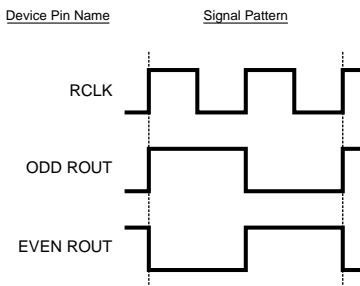 Device Pin Name Signal Pattern
RCLK
ODD ROUT
EVEN ROUT